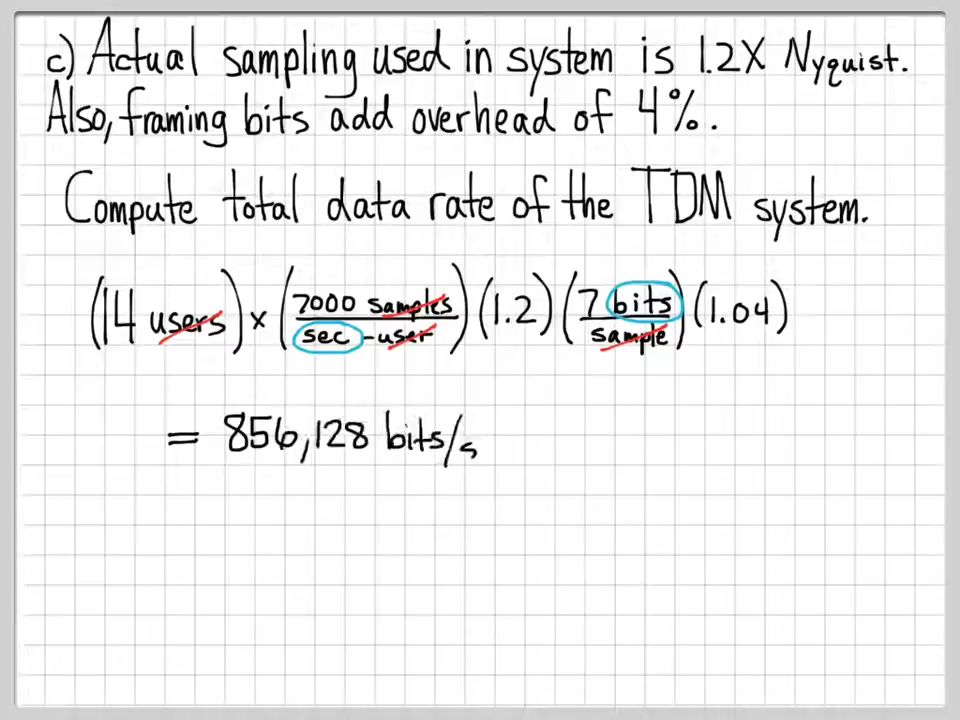 c) Actual sampling used in system is 1.2X Nyquist.
Also, framing bits add overhead of 4%.
Compute total data rate of the TDM system.
(14 users) × (7000 samples / sec-user) (1.2) (7 bits / sample) (1.04)
= 856,128 bits/s